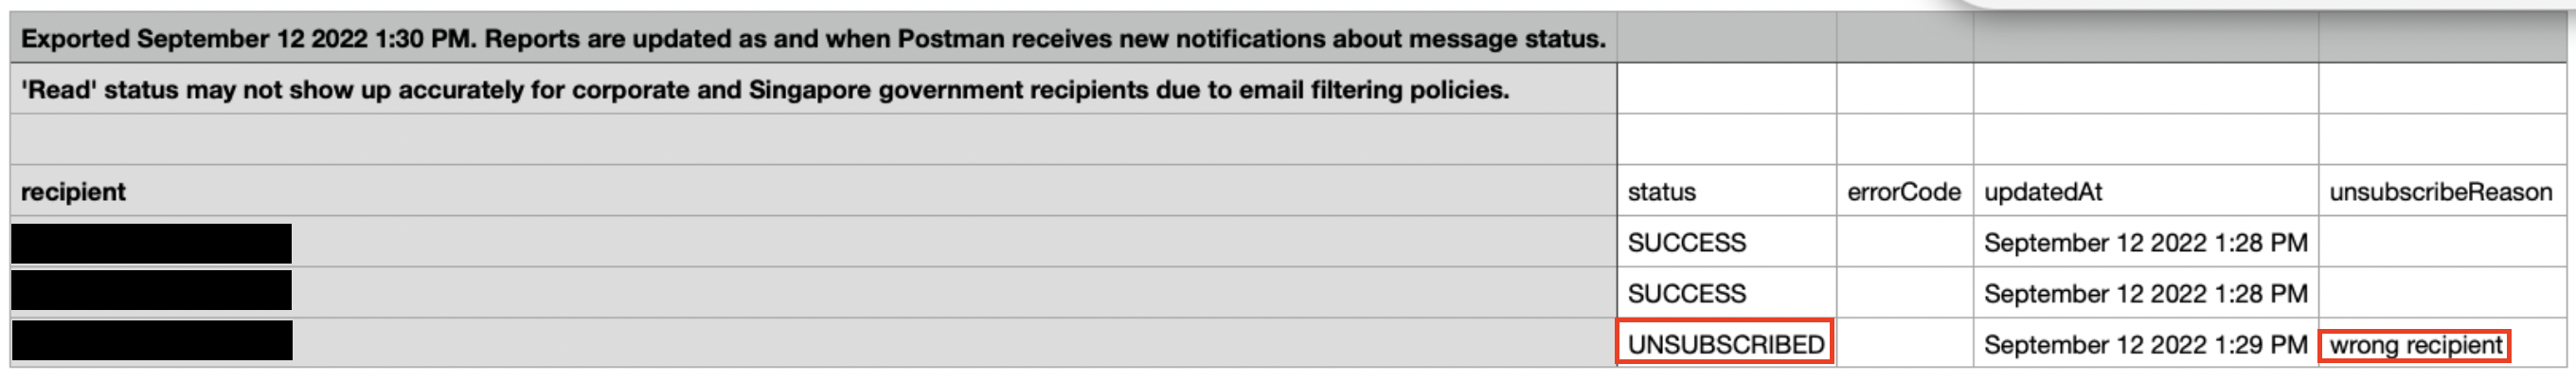 Exported September 12 2022 1:30 PM. Reports are updated as and when Postman receives new notifications about message status.
'Read' status may not show up accurately for corporate and Singapore government recipients due to email filtering policies.
recipient status errorCode updatedAt unsubscribeReason
SUCCESS September 12 2022 1:28 PM
SUCCESS September 12 2022 1:28 PM
UNSUBSCRIBED September 12 2022 1:29 PM wrong recipient